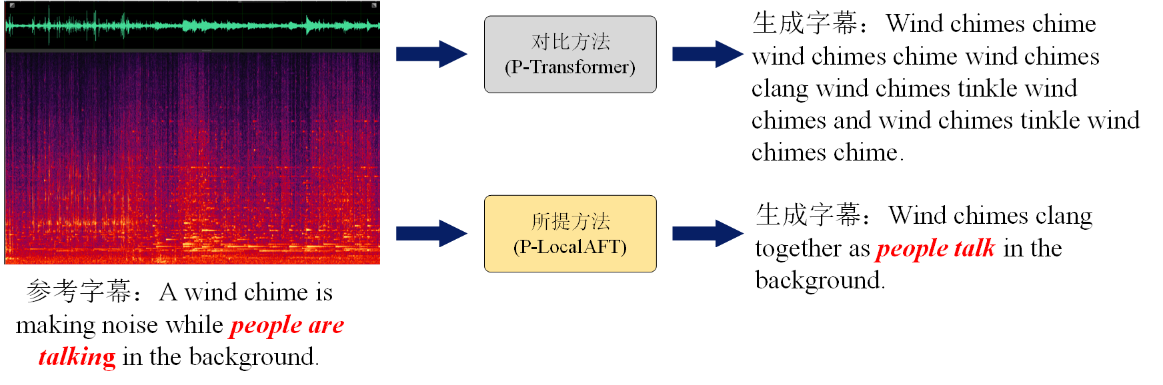 对比方法
(P-Transformer)
生成字幕：Wind chimes chime
wind chimes chime wind chimes
clang wind chimes tinkle wind
chimes and wind chimes tinkle wind
chimes chime.
所提方法
(P-LocalAFT)
生成字幕：Wind chimes clang
together as people talk in the
background.
参考字幕：A wind chime is
making noise while people are
talking in the background.